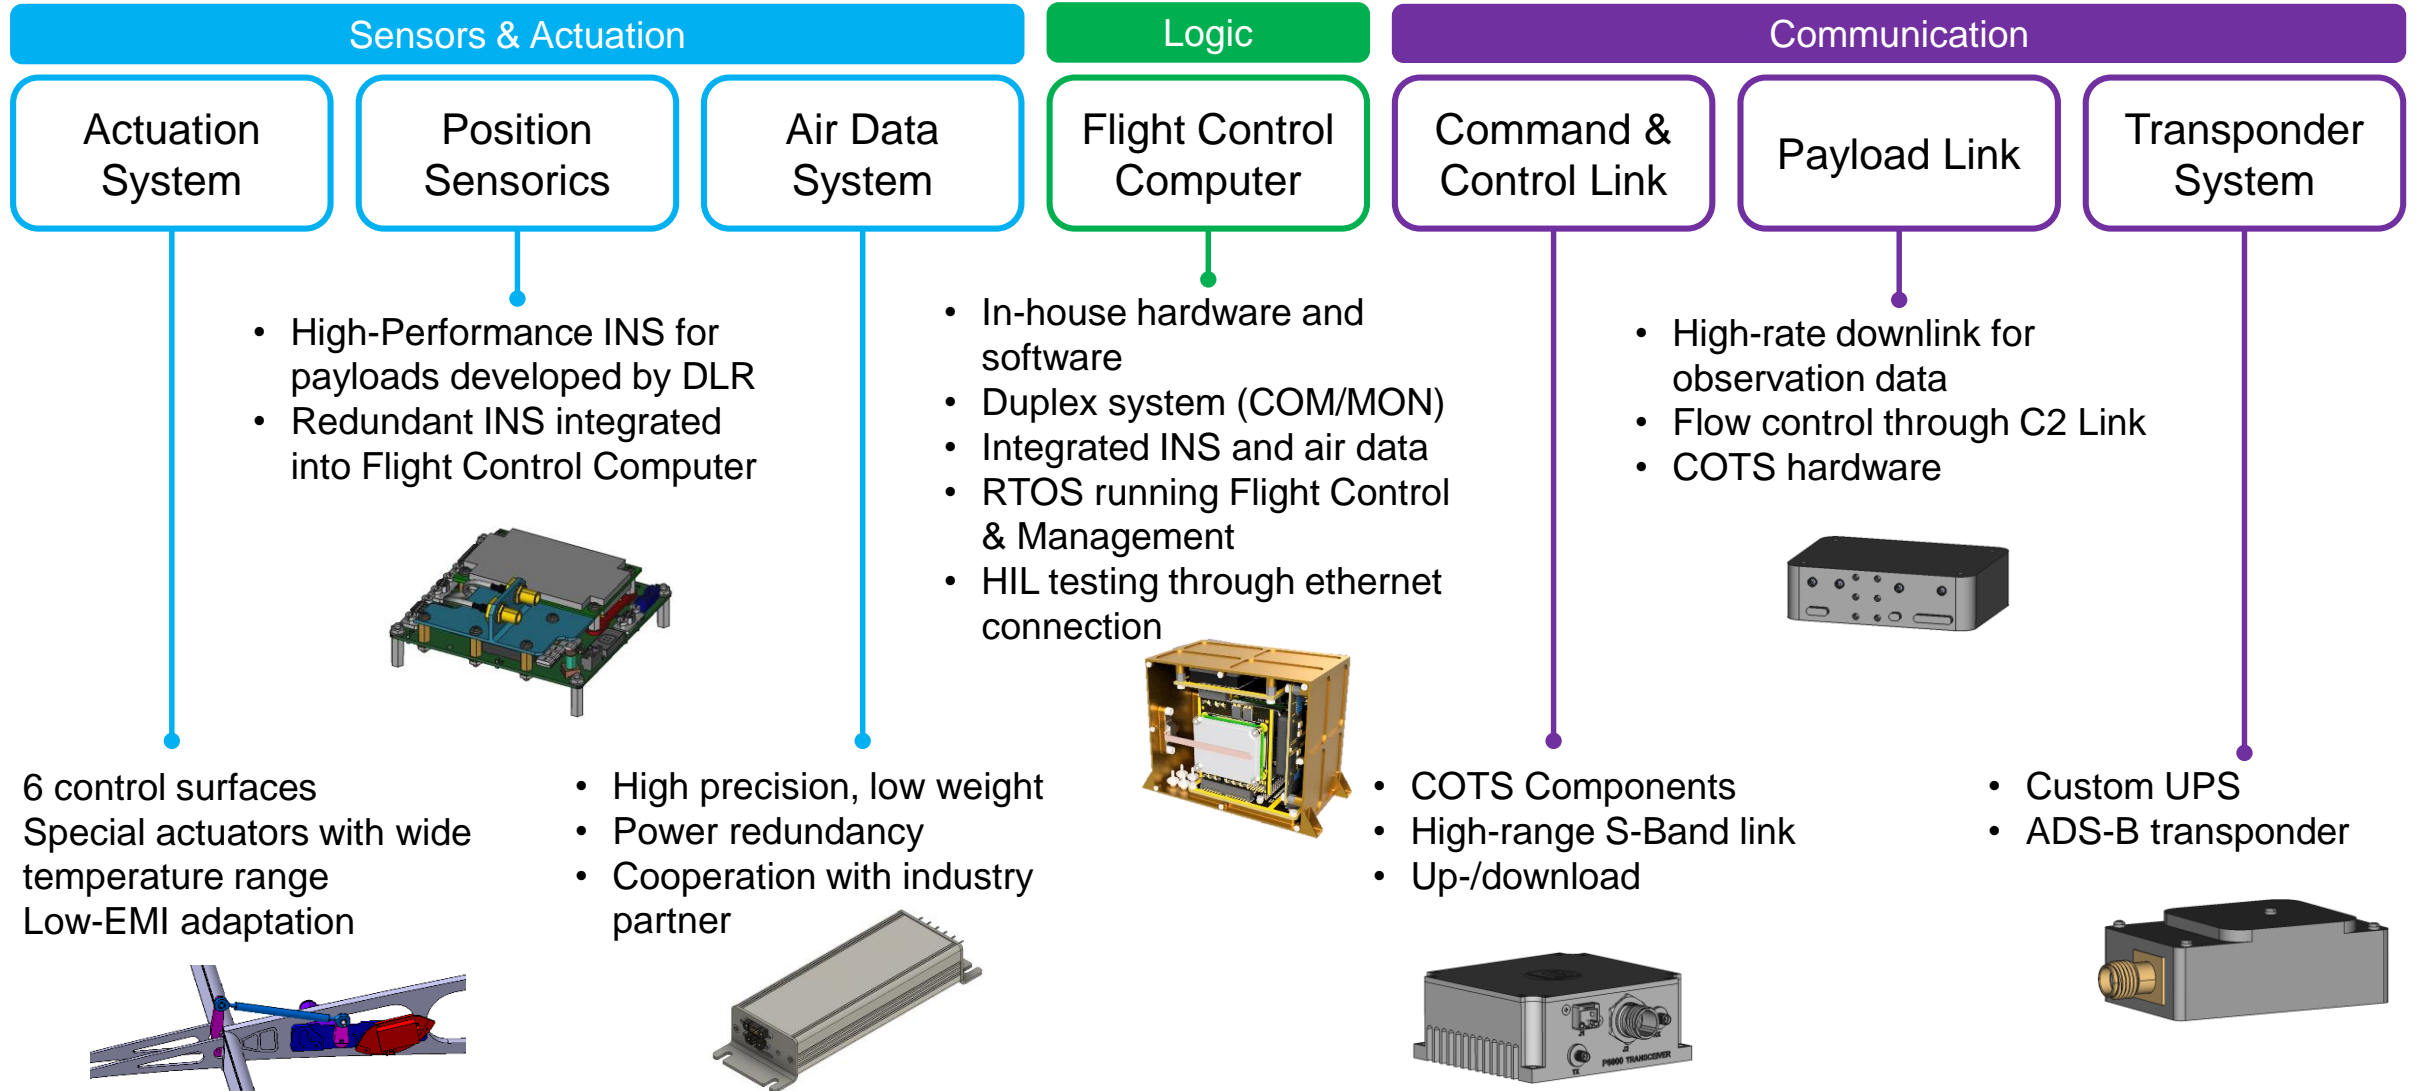 Sensors & Actuation
Logic
Communication
Actuation
System
Position
Sensorics
Air Data
System
Flight Control
Computer
Command &
Control Link
Payload Link
Transponder
System
• High-Performance INS for
payloads developed by DLR
• Redundant INS integrated
into Flight Control Computer
• In-house hardware and
software
• Duplex system (COM/MON)
• Integrated INS and air data
• RTOS running Flight Control
& Management
• HIL testing through ethernet
connection
• High-rate downlink for
observation data
• Flow control through C2 Link
• COTS hardware
6 control surfaces
Special actuators with wide
temperature range
Low-EMI adaptation
• High precision, low weight
• Power redundancy
• Cooperation with industry
partner
• COTS Components
• High-range S-Band link
• Up-/download
• Custom UPS
• ADS-B transponder
TX
TRANSCEIVER